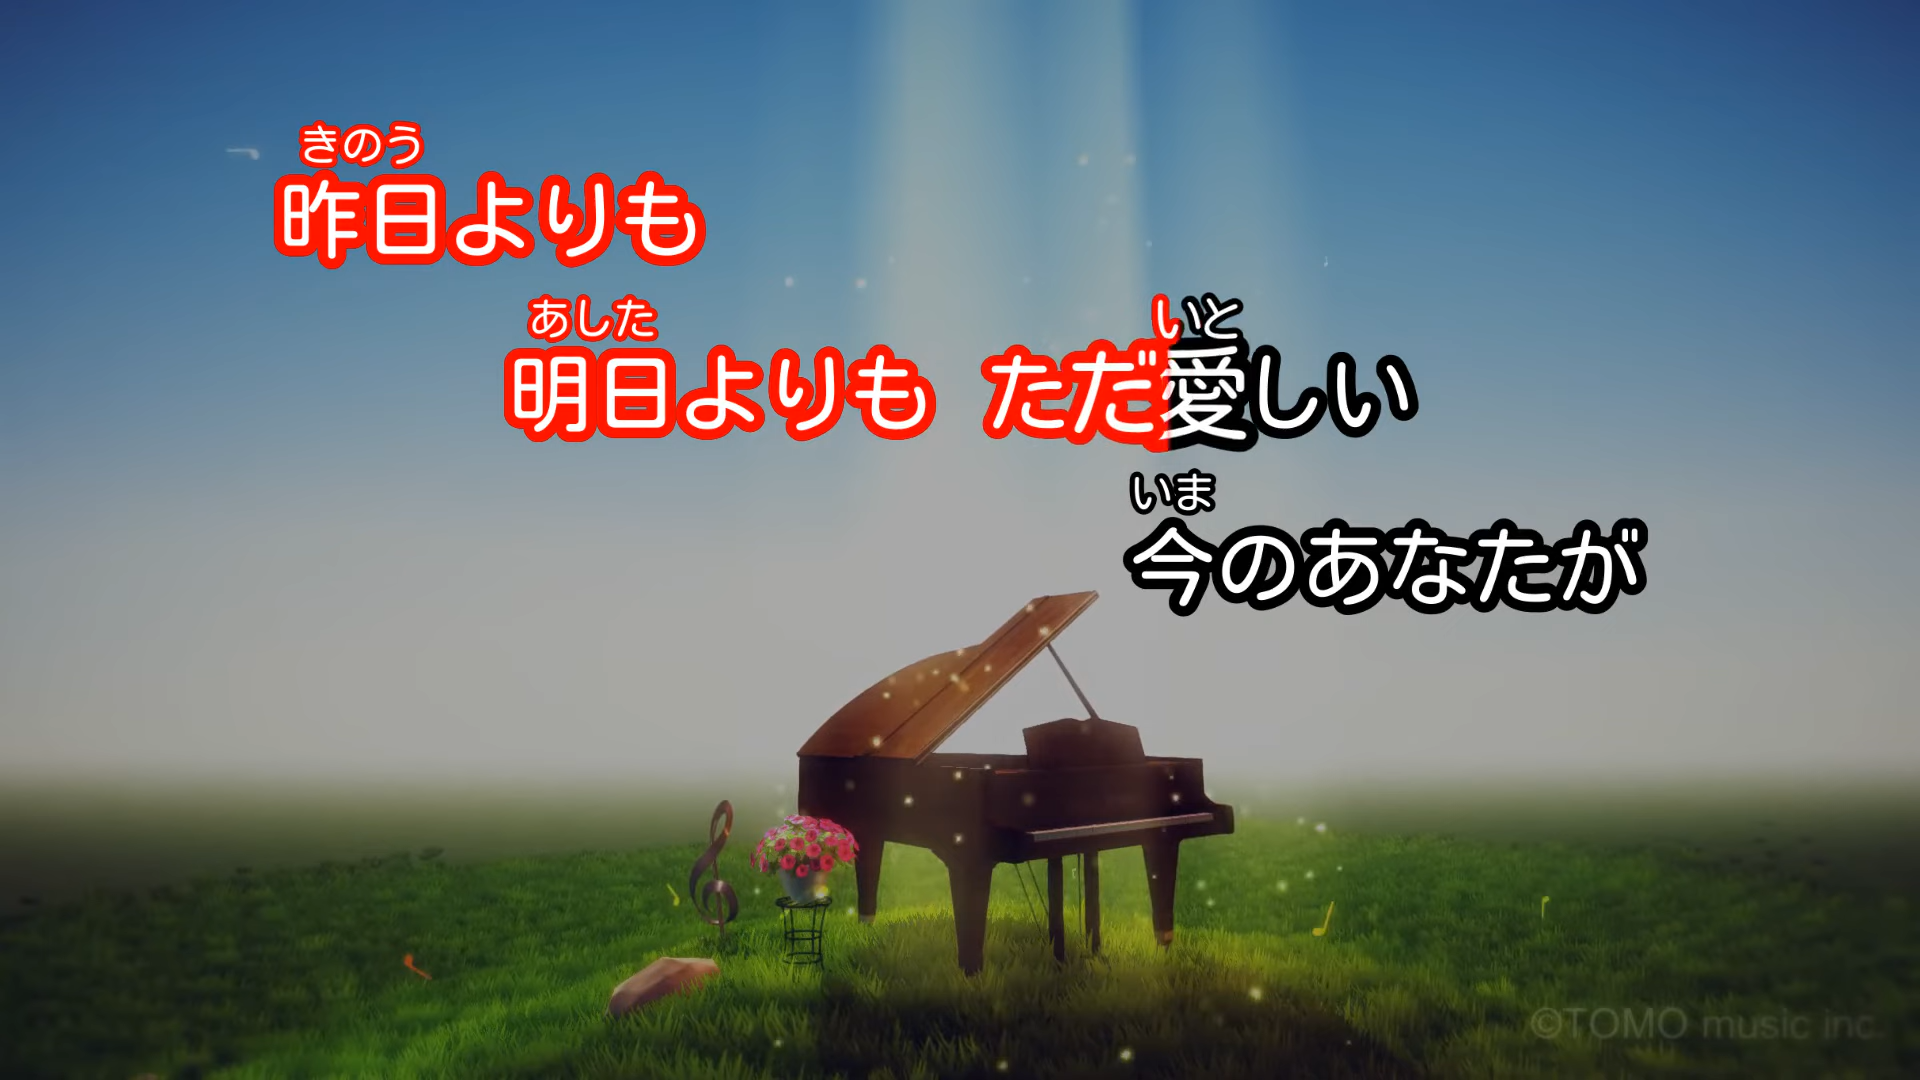 きのう
昨日よりも
あした
明日よりも ただ愛しい
いと
いま
今のあなたが
©TOMO music inc